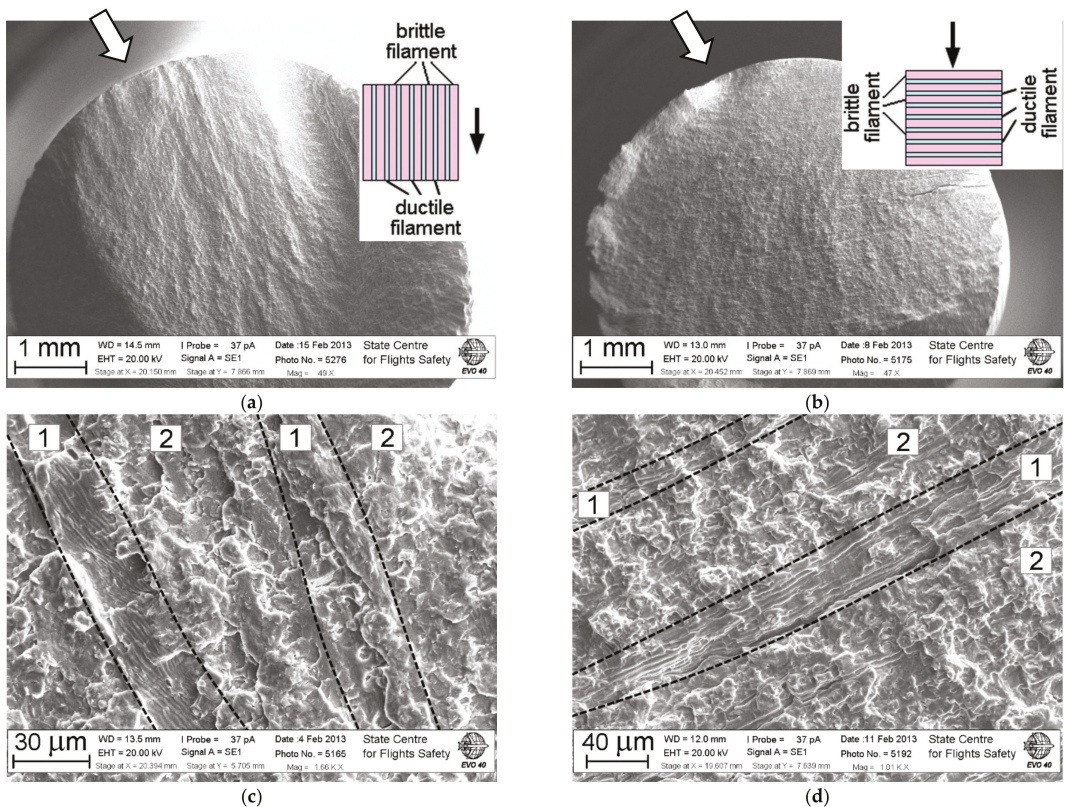 brittle
filament
ductile
filament
1 mm
WD = 14.5 mm
EHT = 20.00 kV
I Probe = 37 pA
Signal A = SE1
Date :15 Feb 2013
Photo No. = 5276
State Centre
for Flights Safety
Stage at X = 20.150 mm
Stage at Y = 7.866 mm
Mag = 49 X
EVO 40
(a)
brittle
filament
ductile
filament
1 mm
WD = 13.0 mm
EHT = 20.00 kV
I Probe = 37 pA
Signal A = SE1
Date :8 Feb 2013
Photo No. = 5175
State Centre
for Flights Safety
Stage at X = 20.452 mm
Stage at Y = 7.869 mm
Mag = 47 X
EVO 40
(b)
1
2
1
2
30 µm
WD = 13.5 mm
EHT = 20.00 kV
I Probe = 37 pA
Signal A = SE1
Date :4 Feb 2013
Photo No. = 5165
State Centre
for Flights Safety
Stage at X = 20.394 mm
Stage at Y = 5.705 mm
Mag = 1.66 K X
EVO 40
(c)
2
1
1
2
40 µm
WD = 12.0 mm
EHT = 20.00 kV
I Probe = 37 pA
Signal A = SE1
Date :11 Feb 2013
Photo No. = 5192
State Centre
for Flights Safety
Stage at X = 19.607 mm
Stage at Y = 7.639 mm
Mag = 1.01 K X
EVO 40
(d)